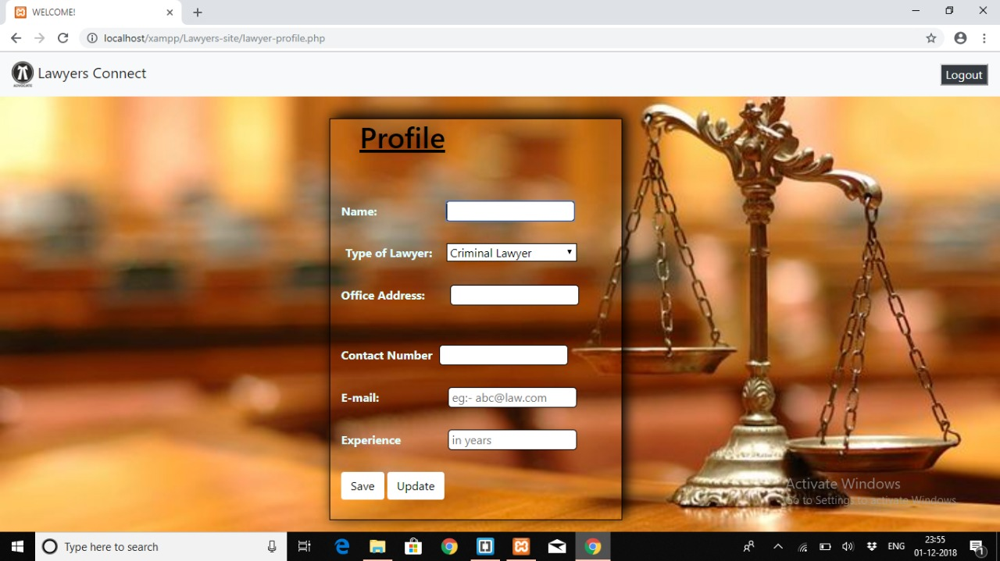 WELCOME!
localhost/xampp/Lawyers-site/lawyer-profile.php
ADVOCATE
Lawyers Connect
Logout
Profile
Name:
Type of Lawyer: Criminal Lawyer
Office Address:
Contact Number
E-mail: eg:- abc@law.com
Experience in years
Save Update
Activate Windows
Go to Settings to activate Windows.
Type here to search
ENG
23:55
01-12-2018
1